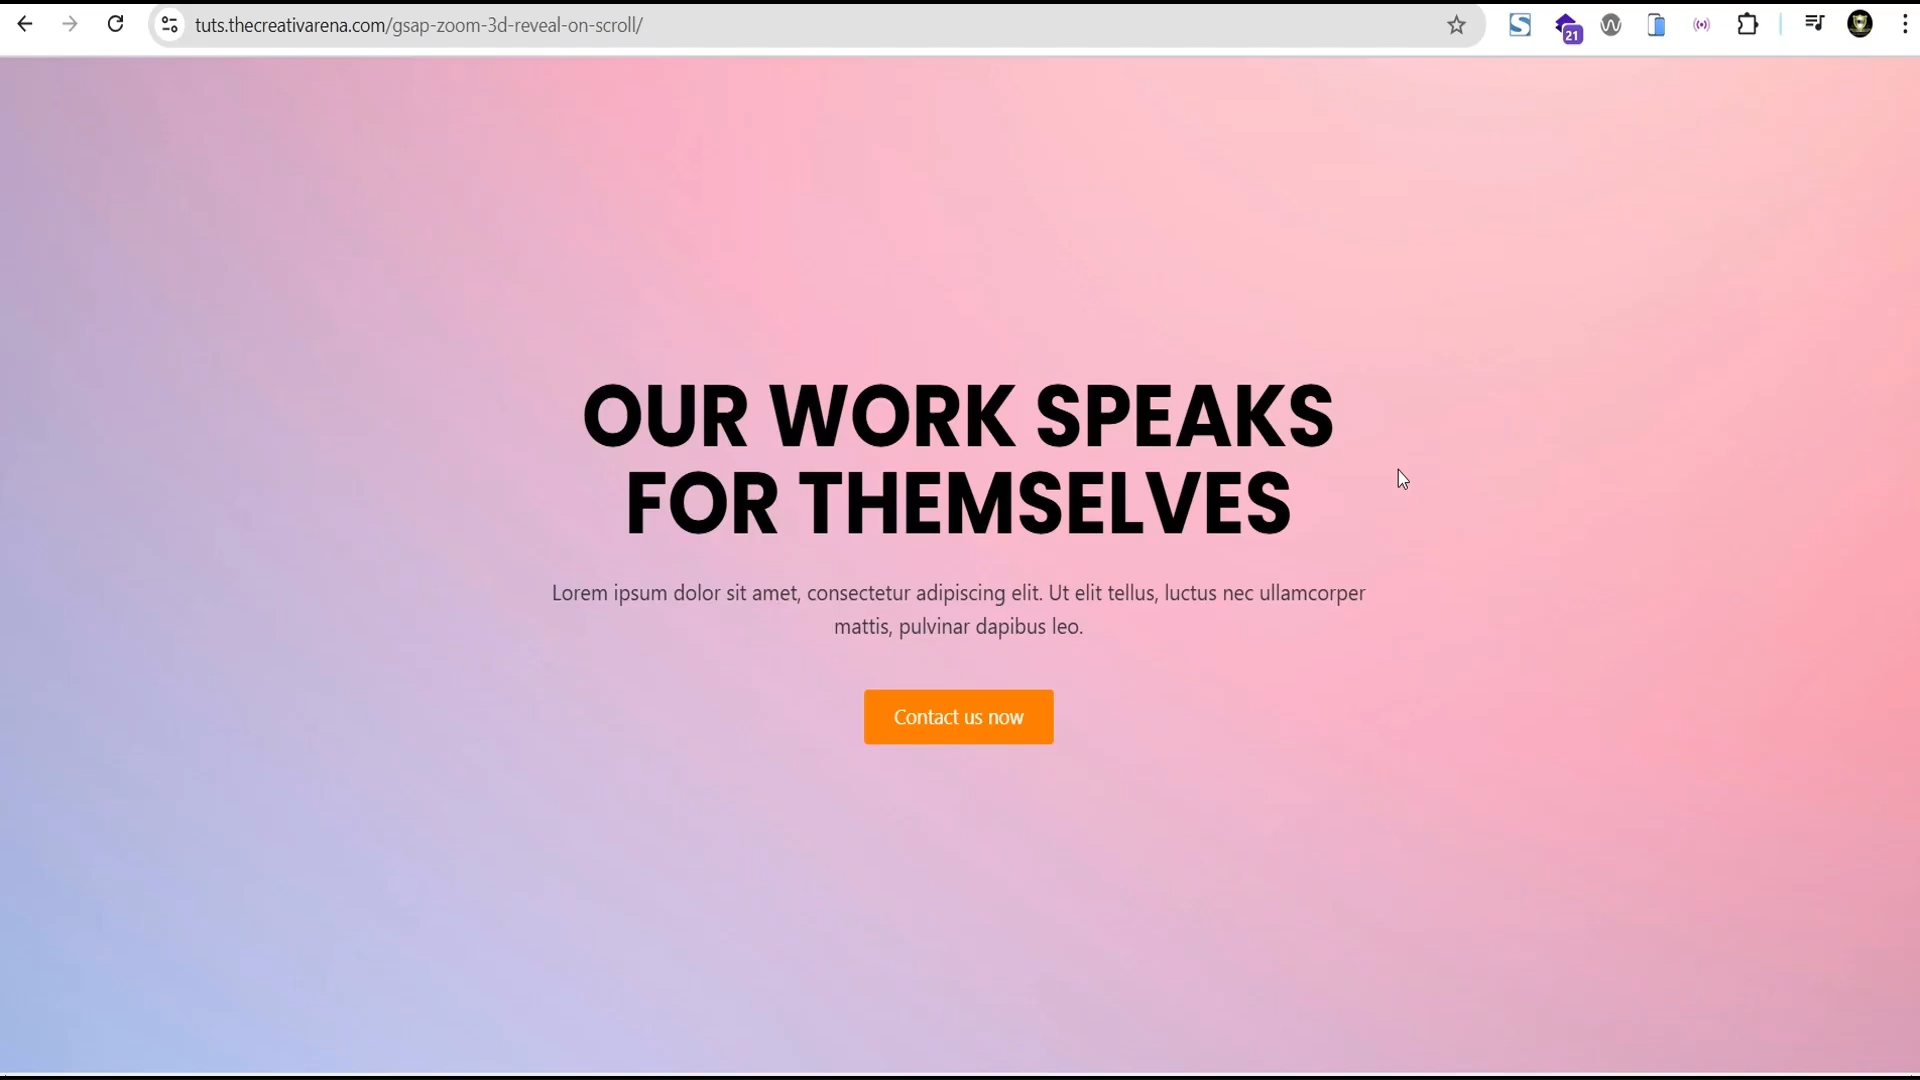 tuts.thecreativarena.com/gsap-zoom-3d-reveal-on-scroll/
21
OUR WORK SPEAKS
FOR THEMSELVES
Lorem ipsum dolor sit amet, consectetur adipiscing elit. Ut elit tellus, luctus nec ullamcorper
mattis, pulvinar dapibus leo.
Contact us now